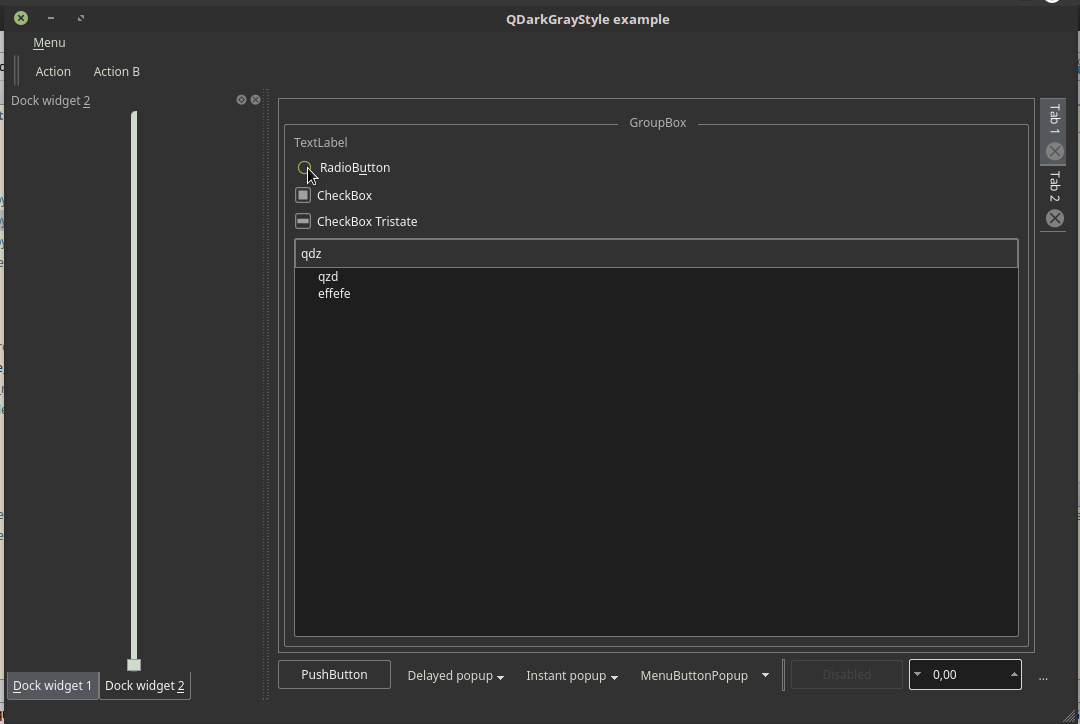 QDarkGrayStyle example
Menu
Action Action B
Dock widget 2
GroupBox
TextLabel
RadioButton
CheckBox
CheckBox Tristate
qdz
qzd
effefe
Tab 1
Tab 2
Dock widget 1 Dock widget 2
PushButton Delayed popup Instant popup MenuButtonPopup Disabled 0,00 ...